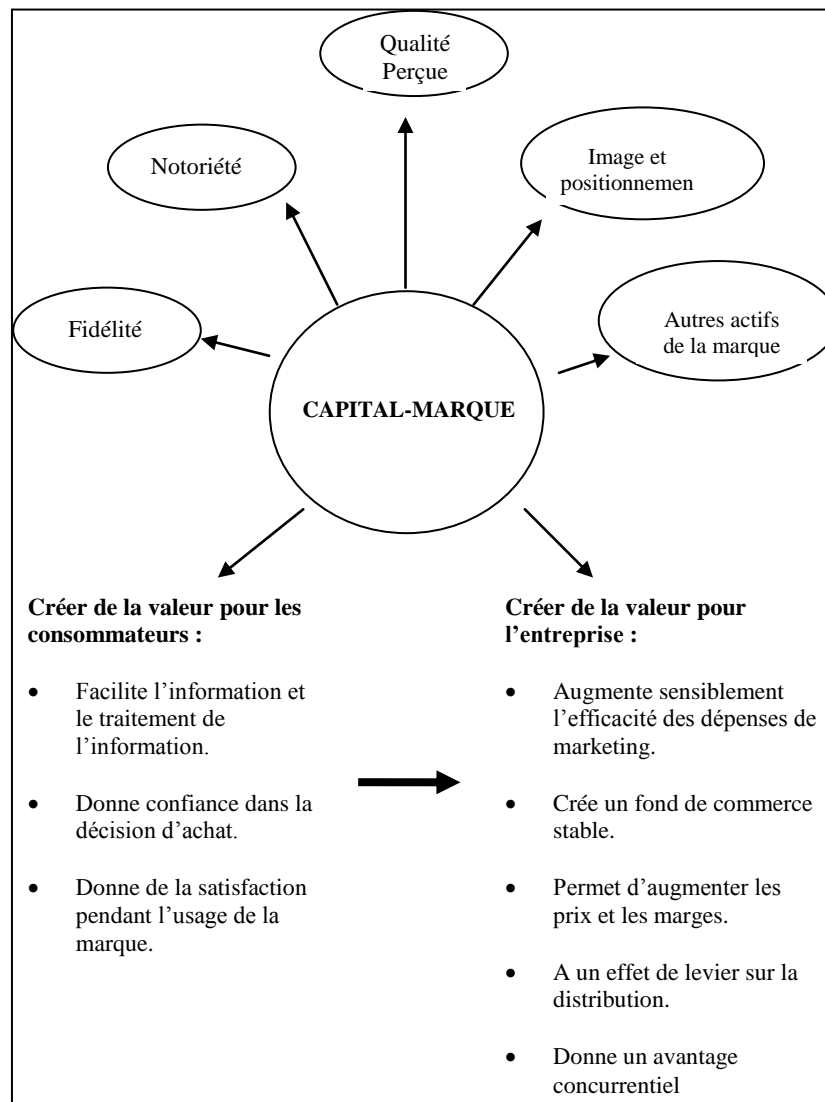 Qualité
Perçue
Notoriété
Image et
positionnemen
Fidélité
Autres actifs
de la marque
CAPITAL-MARQUE
Créer de la valeur pour les
consommateurs :
• Facilite l’information et
le traitement de
l’information.
• Donne confiance dans la
décision d’achat.
• Donne de la satisfaction
pendant l’usage de la
marque.
Créer de la valeur pour
l’entreprise :
• Augmente sensiblement
l’efficacité des dépenses de
marketing.
• Crée un fond de commerce
stable.
• Permet d’augmenter les
prix et les marges.
• A un effet de levier sur la
distribution.
• Donne un avantage
concurrentiel